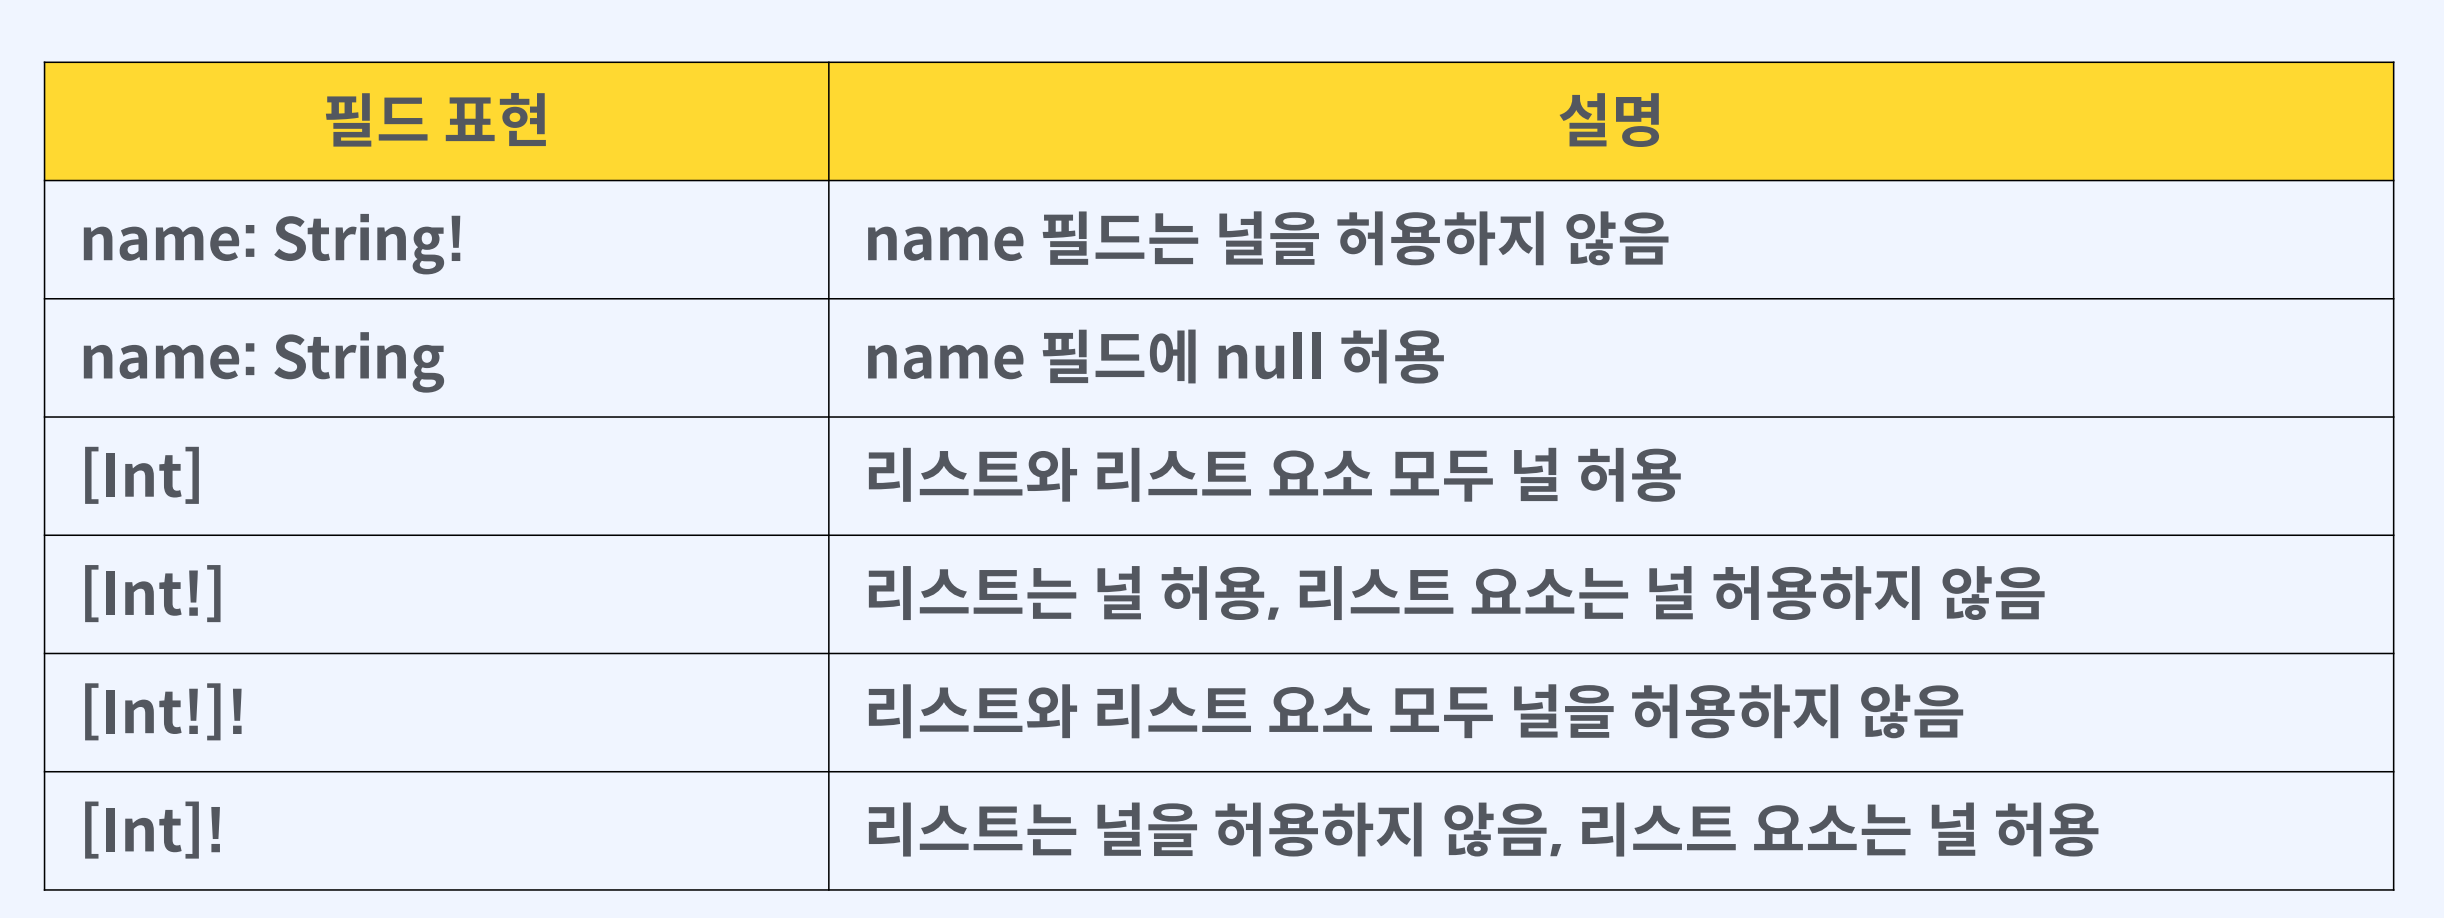 필드 표현 설명
name: String! name 필드는 널을 허용하지 않음
name: String name 필드에 null 허용
[Int] 리스트와 리스트 요소 모두 널 허용
[Int!] 리스트는 널 허용, 리스트 요소는 널 허용하지 않음
[Int!]! 리스트와 리스트 요소 모두 널을 허용하지 않음
[Int]! 리스트는 널을 허용하지 않음, 리스트 요소는 널 허용